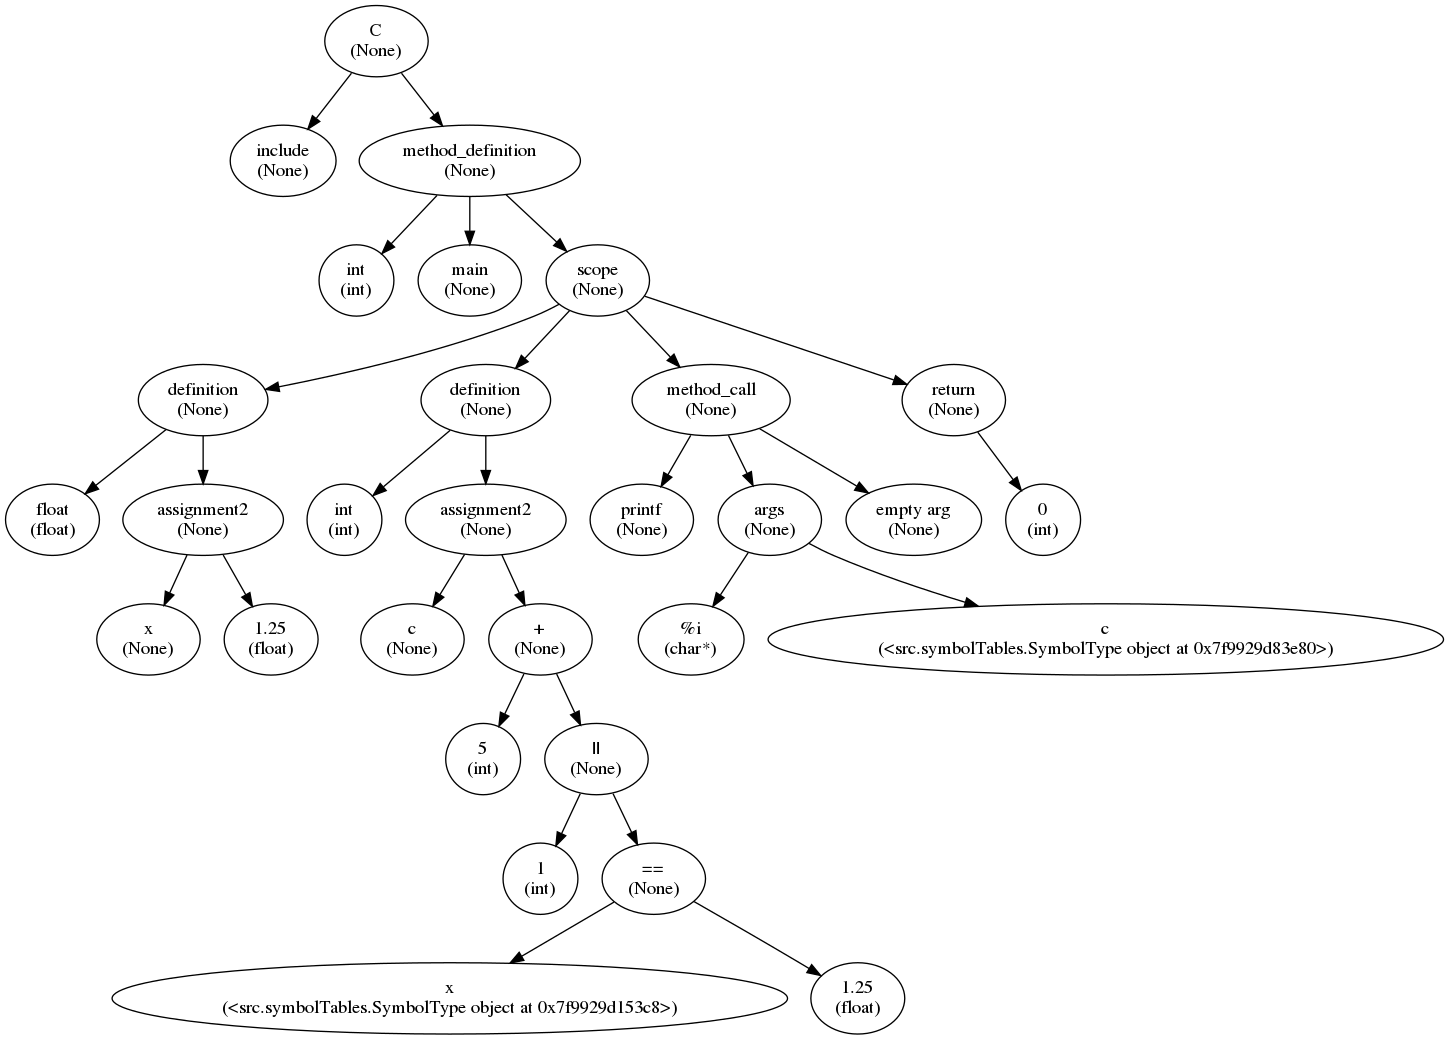 C
(None)
include
(None)
method_definition
(None)
int
(int)
main
(None)
scope
(None)
definition
(None)
definition
(None)
method_call
(None)
return
(None)
float
(float)
assignment2
(None)
int
(int)
assignment2
(None)
printf
(None)
args
(None)
empty arg
(None)
0
(int)
x
(None)
1.25
(float)
c
(None)
+
(None)
%i
(char*)
c
(<src.symbolTables.SymbolType object at 0x7f9929d83e80>)
5
(int)
||
(None)
1
(int)
==
(None)
x
(<src.symbolTables.SymbolType object at 0x7f9929d153c8>)
1.25
(float)